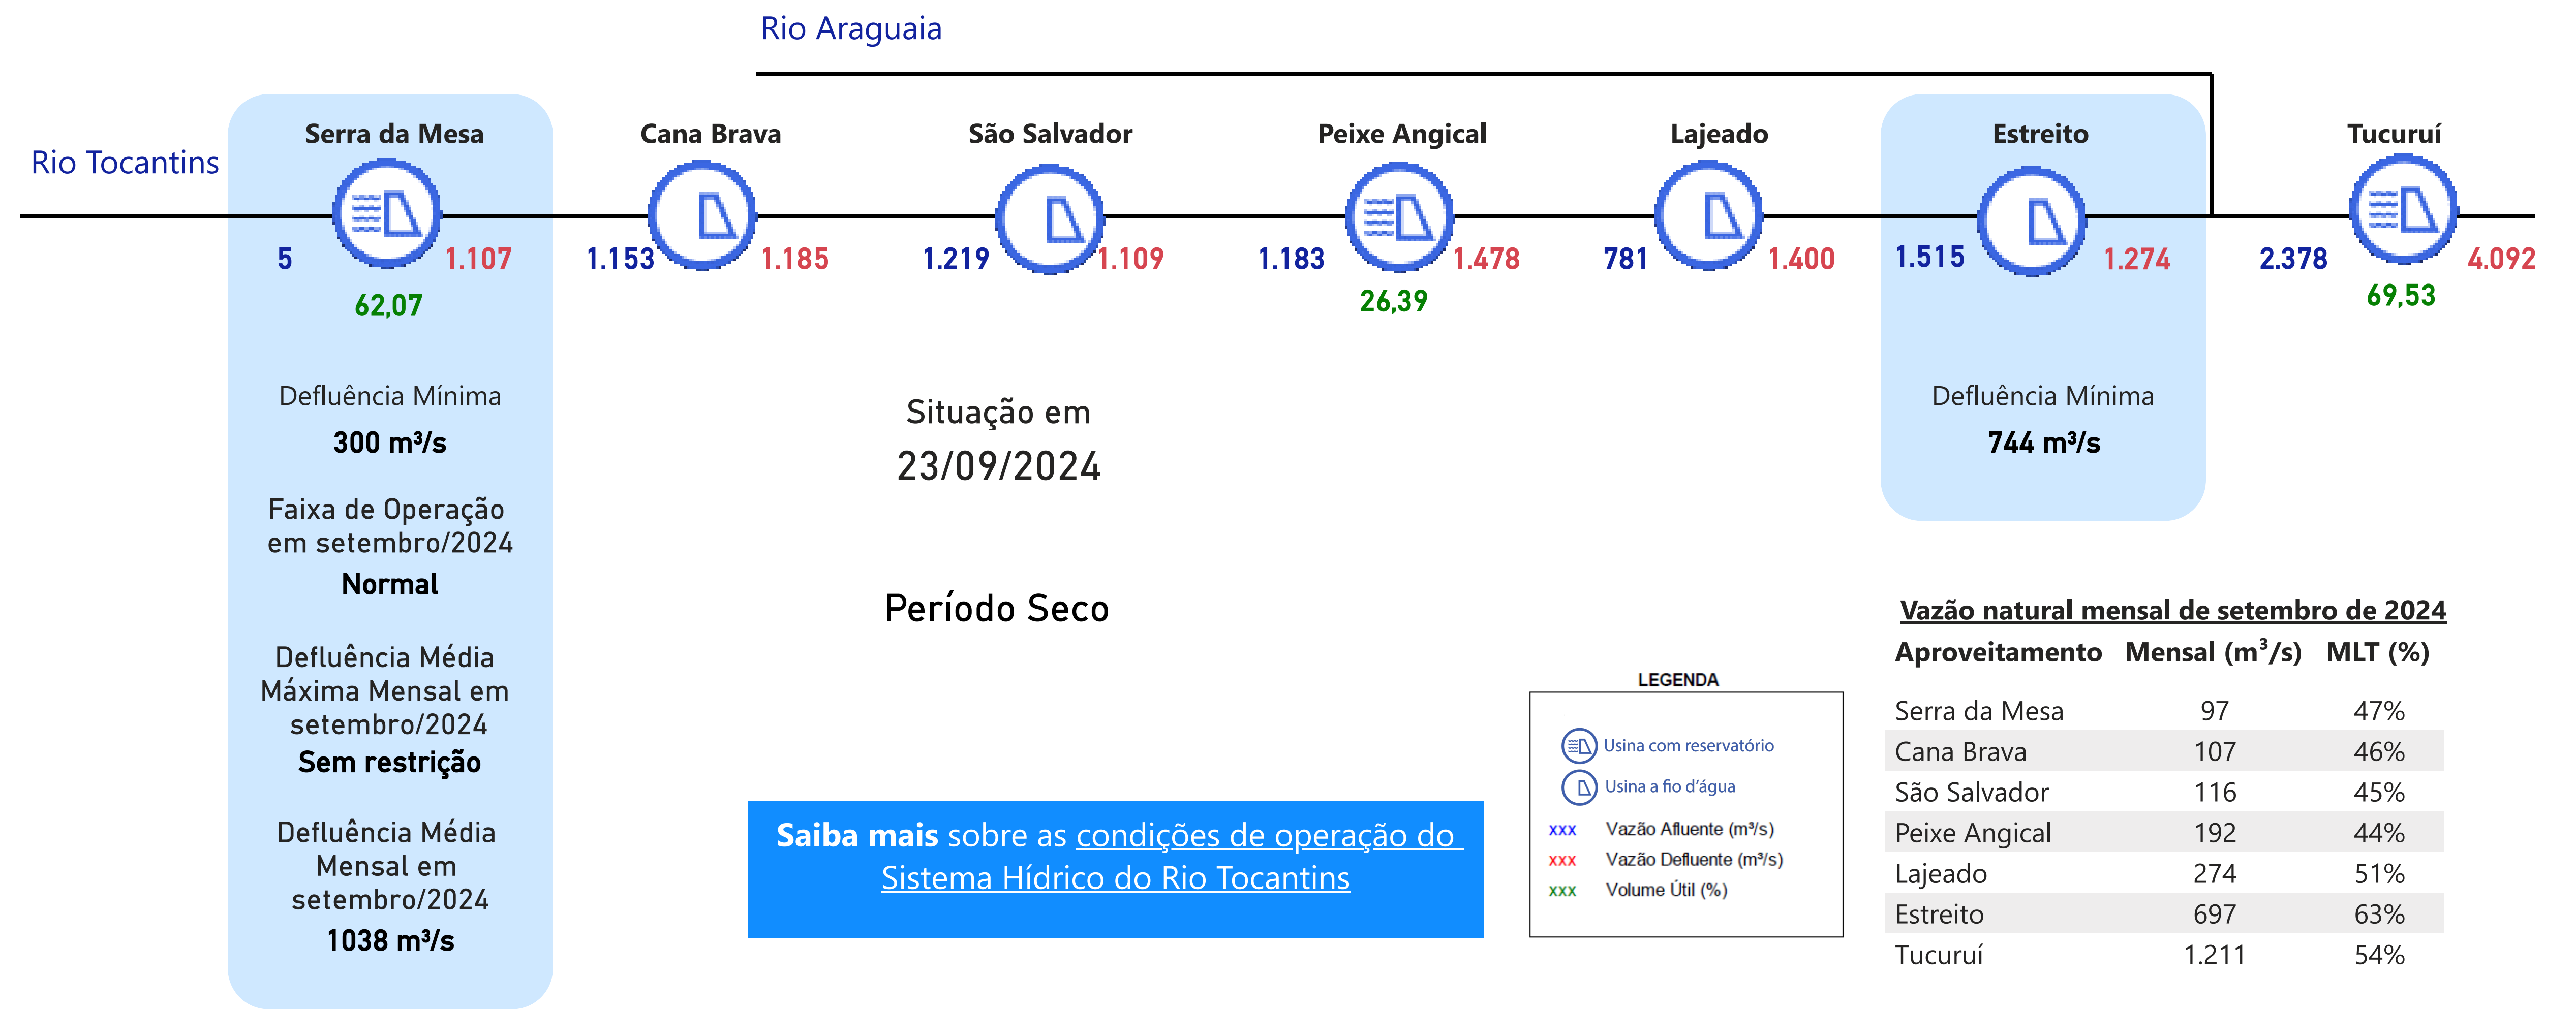 Rio Araguaia
Rio Tocantins
Serra da Mesa
Cana Brava
São Salvador
Peixe Angical
Lajeado
Estreito
Tucuruí
5
1.107
1.153
1.185
1.219
1.109
1.183
1.478
781
1.400
1.515
1.274
2.378
4.092
62,07
26,39
69,53
Defluência Mínima
300 m³/s
Faixa de Operação
em setembro/2024
Normal
Defluência Média
Máxima Mensal em
setembro/2024
Sem restrição
Defluência Média
Mensal em
setembro/2024
1038 m³/s
Situação em
23/09/2024
Período Seco
Saiba mais sobre as condições de operação do
Sistema Hídrico do Rio Tocantins
Defluência Mínima
744 m³/s
LEGENDA
Usina com reservatório
Usina a fio d'água
xxx Vazão Afluente (m³/s)
xxx Vazão Defluente (m³/s)
xxx Volume Útil (%)
Vazão natural mensal de setembro de 2024
Aproveitamento Mensal (m³/s) MLT (%)
Serra da Mesa 97 47%
Cana Brava 107 46%
São Salvador 116 45%
Peixe Angical 192 44%
Lajeado 274 51%
Estreito 697 63%
Tucuruí 1.211 54%